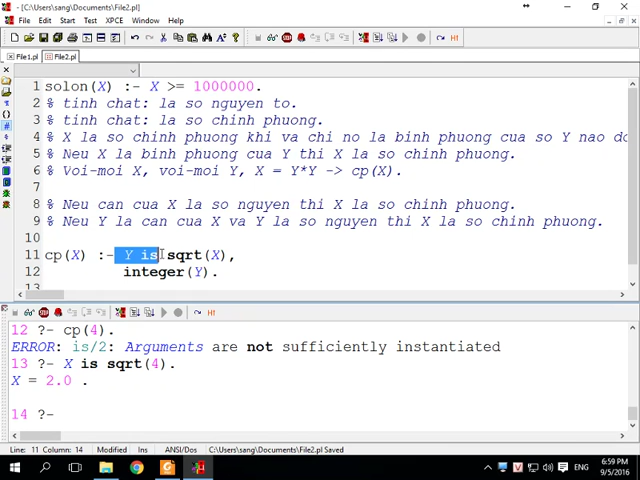 [C:\Users\sang\Documents\File2.pl]
File Edit Start Test XPCE Window Help
File1.pl File2.pl
1 solon(X) :- X >= 1000000.
2 % tinh chat: la so nguyen to.
3 % tinh chat: la so chinh phuong.
4 % X la so chinh phuong khi va chi no la binh phuong cua so Y nao do
5 % Neu X la binh phuong cua Y thi X la so chinh phuong.
6 % Voi-moi X, voi-moi Y, X = Y*Y -> cp(X).
7
8 % Neu can cua X la so nguyen thi X la so chinh phuong.
9 % Neu Y la can cua X va Y la so nguyen thi X la so chinh phuong.
10
11 cp(X) :- Y is sqrt(X),
12 integer(Y).
13
12 ?- cp(4).
ERROR: is/2: Arguments are not sufficiently instantiated
13 ?- X is sqrt(4).
X = 2.0 .
14 ?-
Line: 11 Column: 14 Modified Ins ANSI/Dos C:\Users\sang\Documents\File2.pl Saved
6:59 PM
9/5/2016